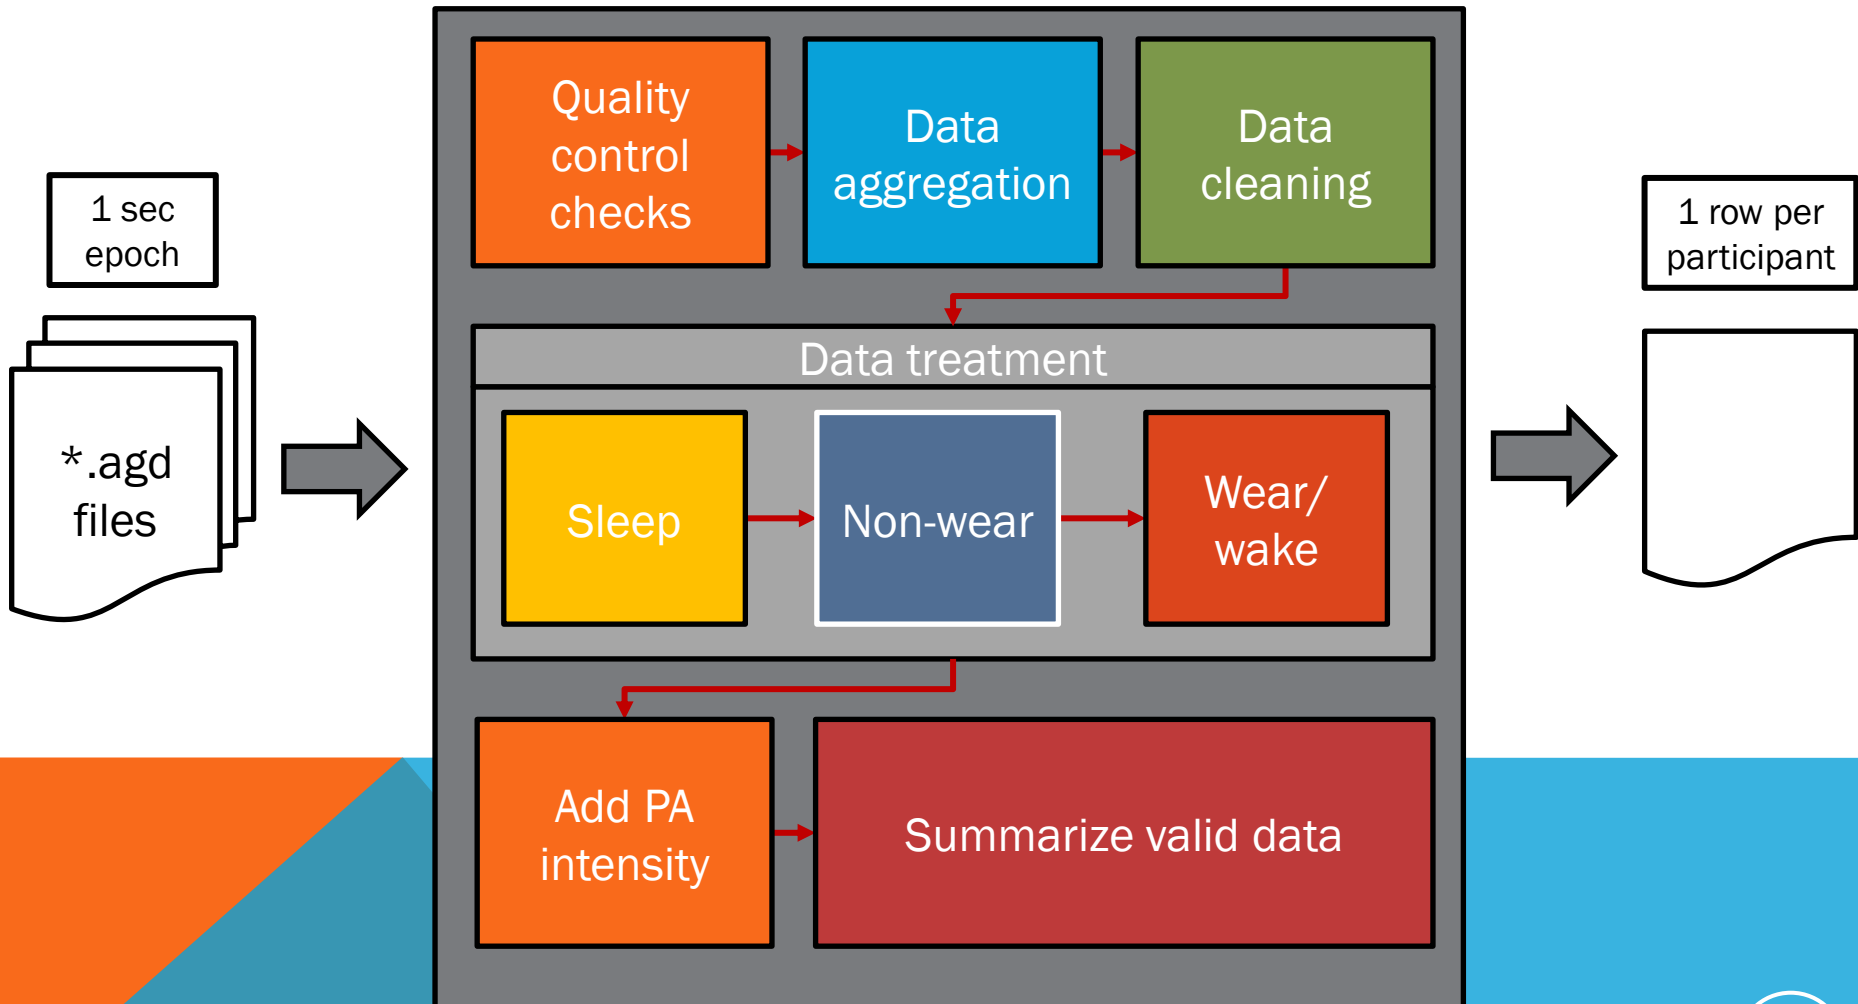 1 sec
epoch
*.agd
files
Quality
control
checks
Data
aggregation
Data
cleaning
Data treatment
Sleep
Non-wear
Wear/
wake
Add PA
intensity
Summarize valid data
1 row per
participant